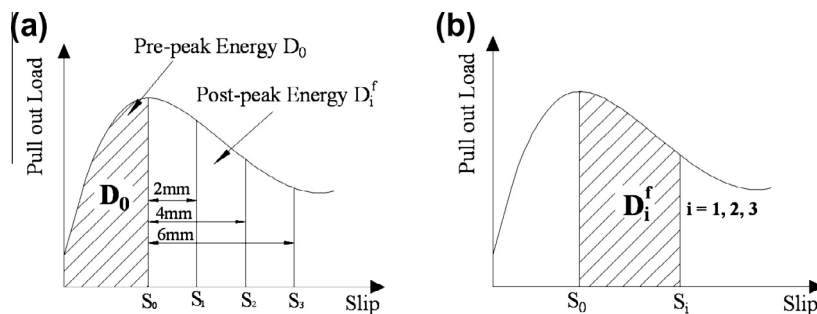 (a)
Pre-peak Energy D₀
Post-peak Energy Dᵢᶠ
Pull out Load
D₀
2mm
4mm
6mm
S₀ S₁ S₂ S₃ Slip
(b)
Pull out Load
Dᵢᶠ
i = 1, 2, 3
S₀ Sᵢ Slip